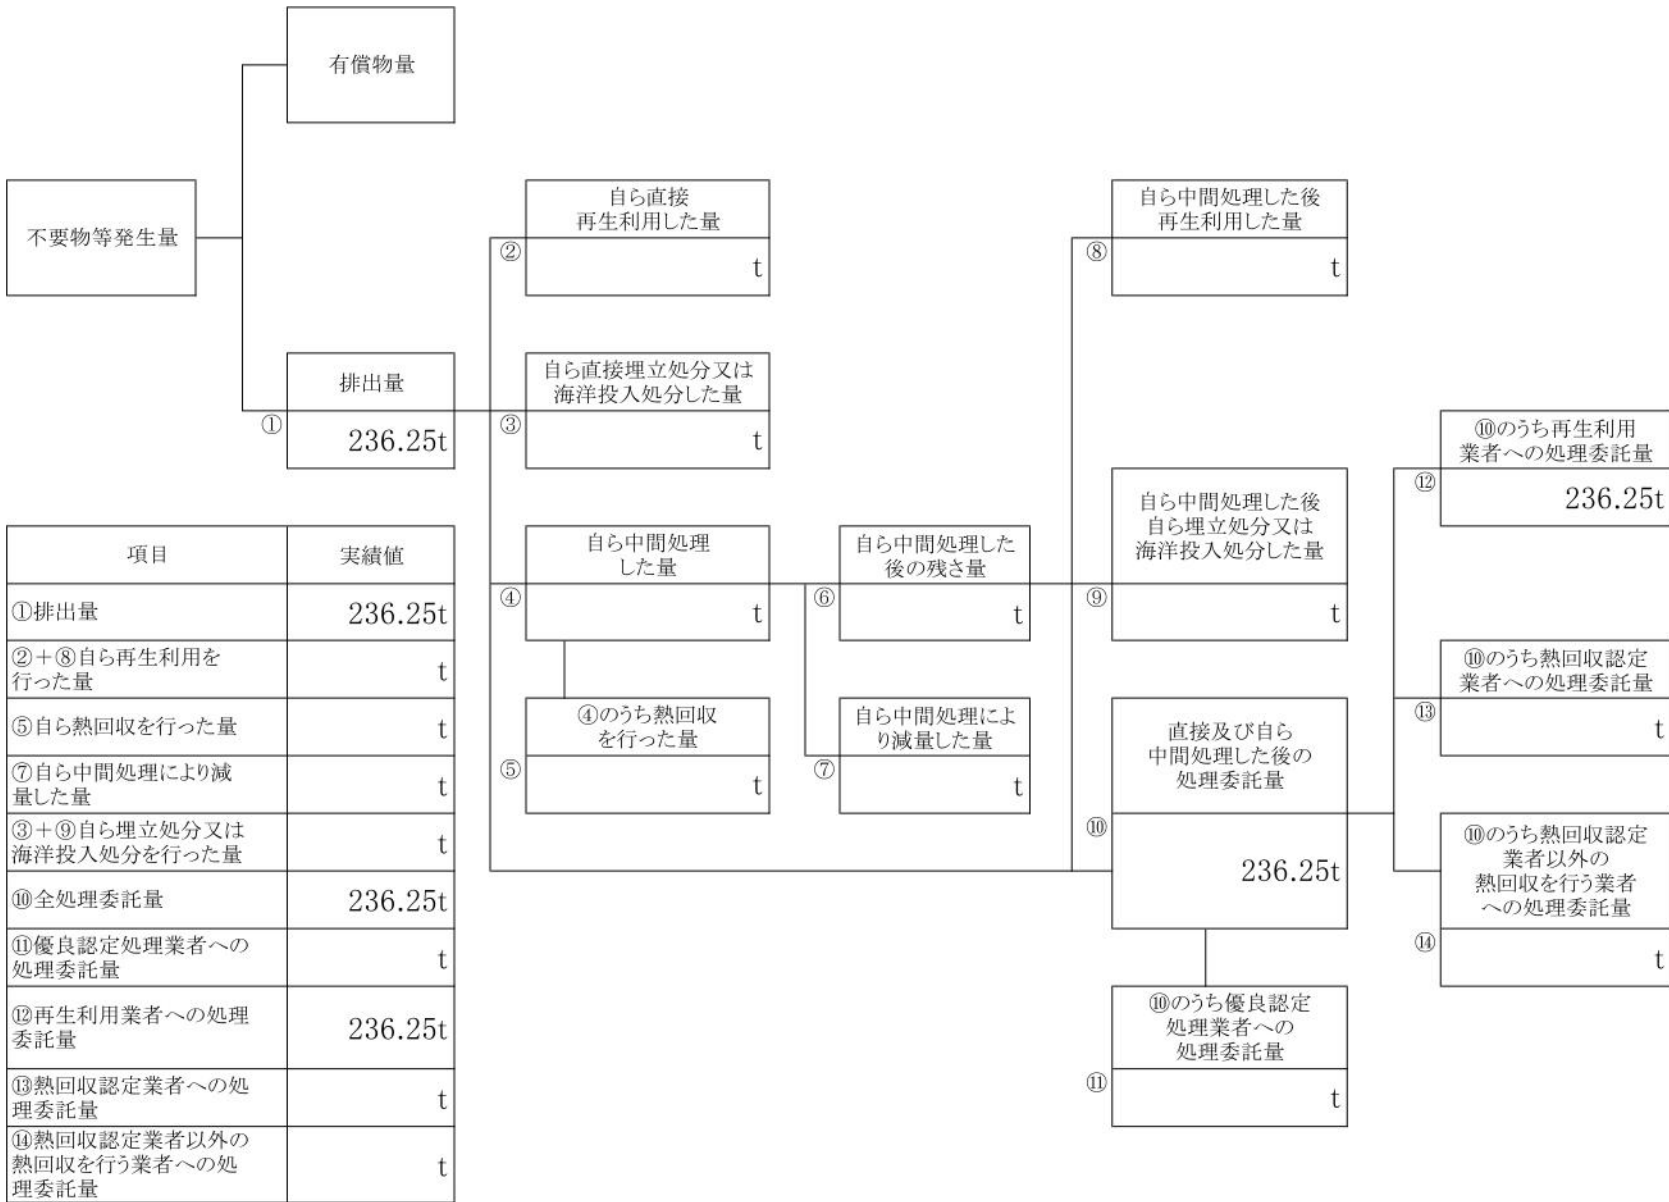 有償物量
不要物等発生量
自ら直接
再生利用した量
②
t
自ら中間処理した後
再生利用した量
⑧
t
排出量
①
236.25t
自ら直接埋立処分又は
海洋投入処分した量
③
t
⑩のうち再生利用
業者への処理委託量
⑫
236.25t
自ら中間処理
した量
④
t
自ら中間処理した
後の残さ量
⑥
t
自ら中間処理した後
自ら埋立処分又は
海洋投入処分した量
⑨
t
⑩のうち熱回収認定
業者への処理委託量
⑬
t
④のうち熱回収
を行った量
⑤
t
自ら中間処理によ
り減量した量
⑦
t
直接及び自ら
中間処理した後の
処理委託量
⑩
236.25t
⑩のうち熱回収認定
業者以外の
熱回収を行う業者
への処理委託量
⑭
t
⑩のうち優良認定
処理業者への
処理委託量
⑪
t
項目 実績値
①排出量 236.25t
②+⑧自ら再生利用を
行った量 t
⑤自ら熱回収を行った量 t
⑦自ら中間処理により減
量した量 t
③+⑨自ら埋立処分又は
海洋投入処分を行った量 t
⑩全処理委託量 236.25t
⑪優良認定処理業者への
処理委託量 t
⑫再生利用業者への処理
委託量 236.25t
⑬熱回収認定業者への処
理委託量 t
⑭熱回収認定業者以外の
熱回収を行う業者への処
理委託量 t